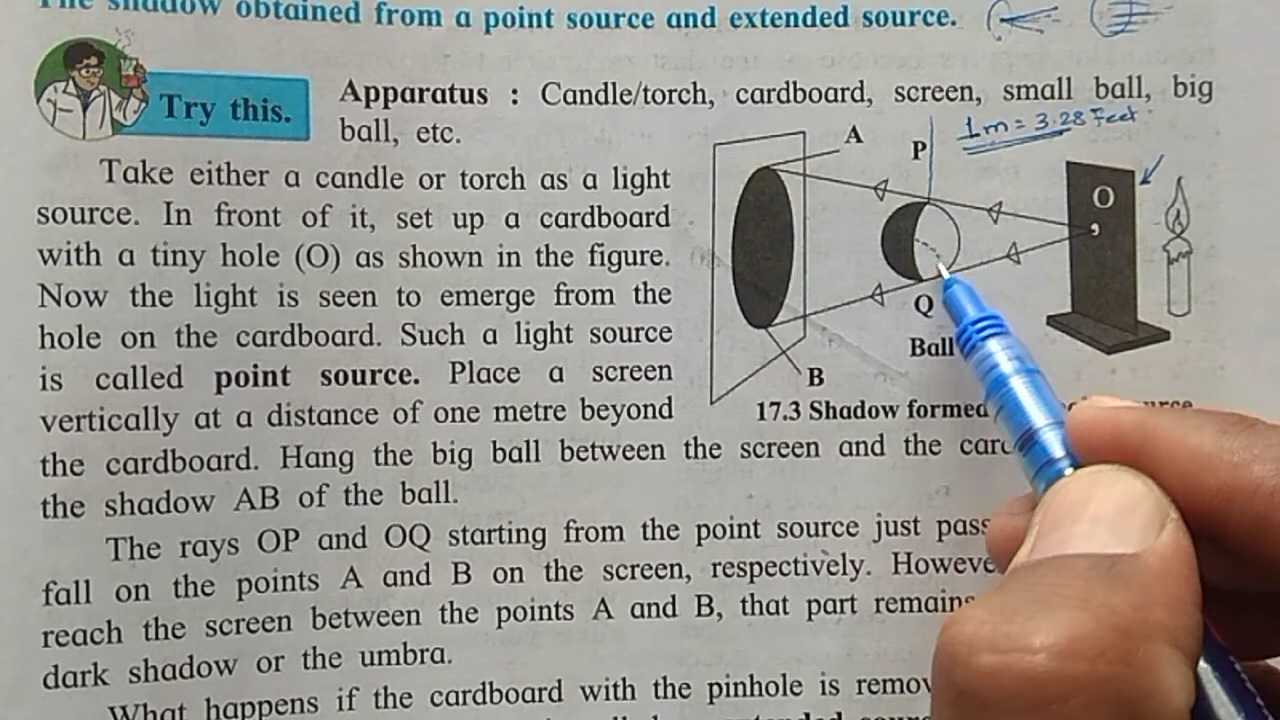 The shadow obtained from a point source and extended source.
Try this.
Apparatus : Candle/torch, cardboard, screen, small ball, big
ball, etc.
1m = 3.28 Feet
A
P
O
Q
Ball
B
17.3 Shadow formed
Take either a candle or torch as a light
source. In front of it, set up a cardboard
with a tiny hole (O) as shown in the figure.
Now the light is seen to emerge from the
hole on the cardboard. Such a light source
is called point source. Place a screen
vertically at a distance of one metre beyond
the cardboard. Hang the big ball between the screen and the
the shadow AB of the ball.
The rays OP and OQ starting from the point source just
fall on the points A and B on the screen, respectively.
reach the screen between the points A and B, that part remains
dark shadow or the umbra.
What happens if the cardboard with the pinhole is